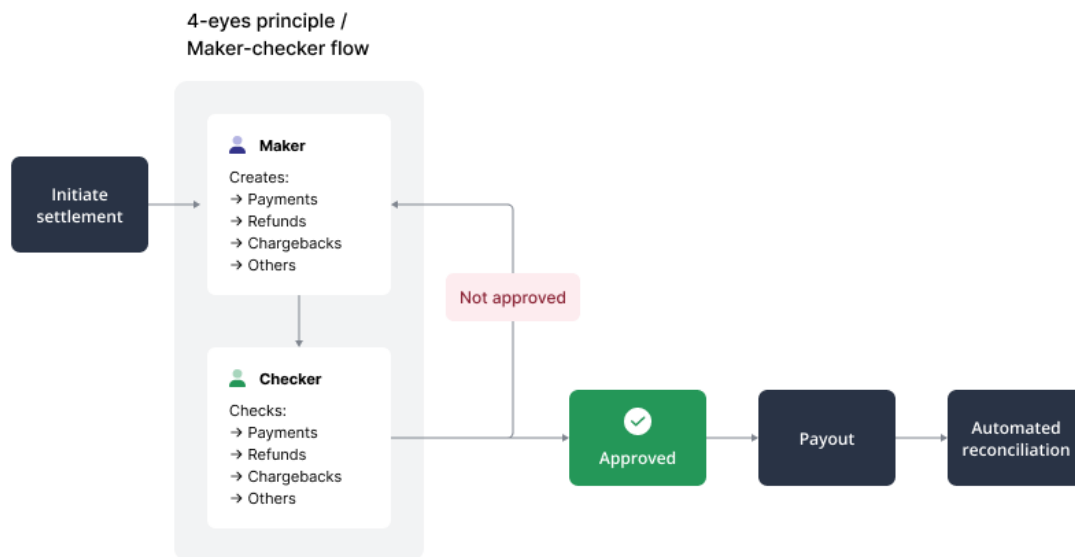 4-eyes principle /
Maker-checker flow
Initiate
settlement
Maker
Creates:
→ Payments
→ Refunds
→ Chargebacks
→ Others
Not approved
Checker
Checks:
→ Payments
→ Refunds
→ Chargebacks
→ Others
Approved
Payout
Automated
reconciliation